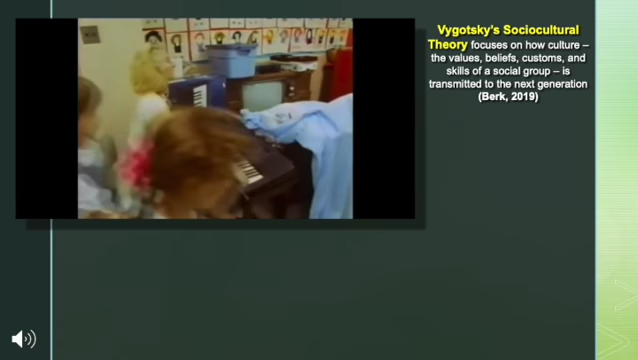 Vygotsky's Sociocultural
Theory focuses on how culture –
the values, beliefs, customs, and
skills of a social group – is
transmitted to the next generation
(Berk, 2019)